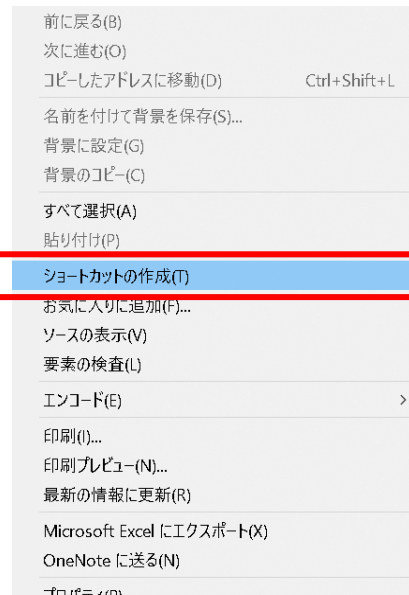 前に戻る(B)
次に進む(O)
コピーしたアドレスに移動(D) Ctrl+Shift+L
名前を付けて背景を保存(S)...
背景に設定(G)
背景のコピー(C)
すべて選択(A)
貼り付け(P)
ショートカットの作成(T)
お気に入りに追加(F)...
ソースの表示(V)
要素の検査(L)
エンコード(E) >
印刷(I)...
印刷プレビュー(N)...
最新の情報に更新(R)
Microsoft Excel にエクスポート(X)
OneNote に送る(N)
プロパティ(P)